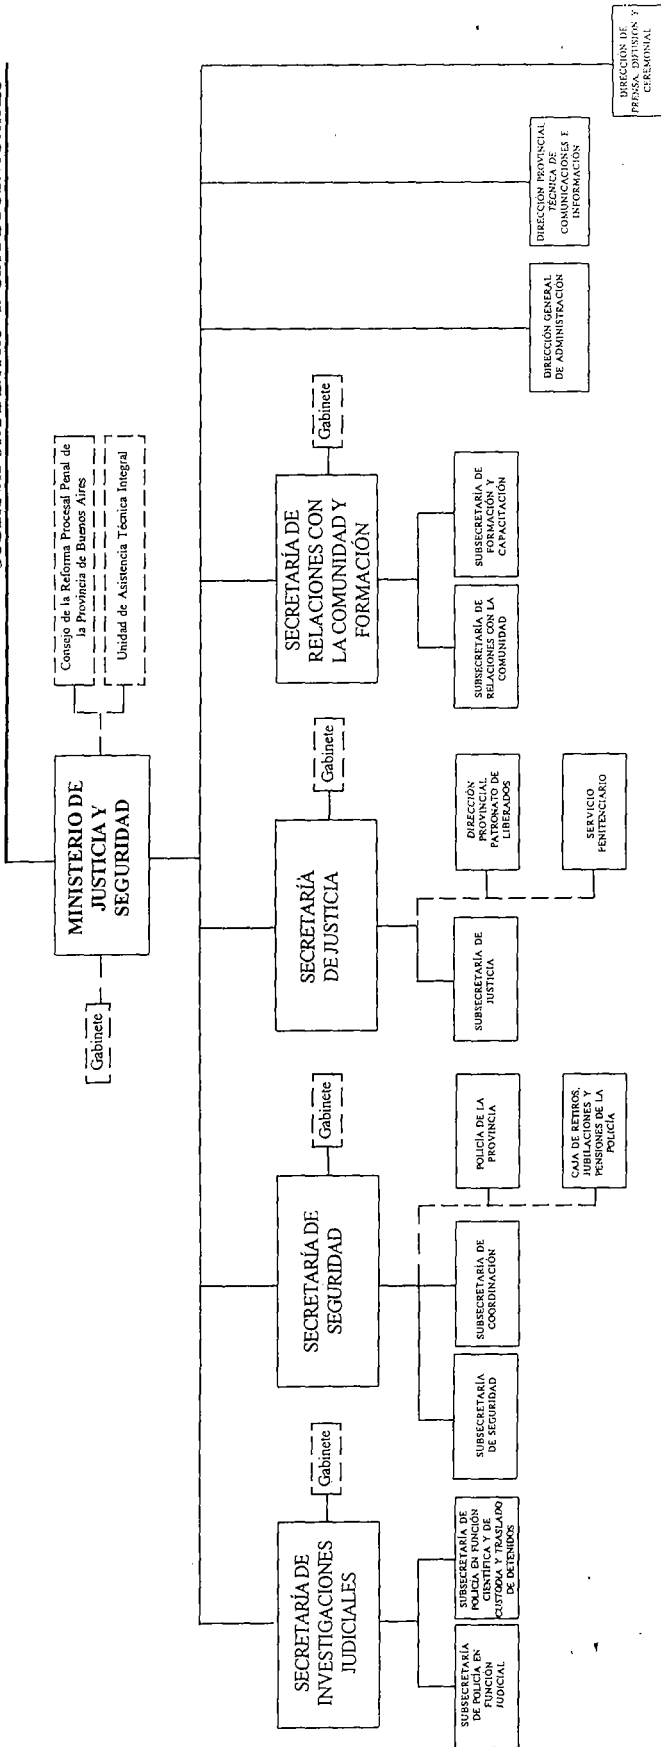 Consejo de la Reforma Procesal Penal de
la Provincia de Buenos Aires
Unidad de Asistencia Técnica Integral
MINISTERIO DE
JUSTICIA Y
SEGURIDAD
Gabinete
SECRETARÍA DE
INVESTIGACIONES
JUDICIALES
Gabinete
SECRETARÍA DE
SEGURIDAD
Gabinete
SECRETARÍA
DE JUSTICIA
Gabinete
SECRETARÍA DE
RELACIONES CON
LA COMUNIDAD Y
FORMACIÓN
Gabinete
SUBSECRETARÍA
DE POLICÍA EN
FUNCIÓN
JUDICIAL
SUBSECRETARÍA DE
POLICÍA EN FUNCIÓN
CIENTÍFICA Y DE
CUSTODIA Y TRASLADO
DE DETENIDOS
SUBSECRETARÍA
DE SEGURIDAD
SUBSECRETARÍA DE
COORDINACIÓN
POLICÍA DE LA
PROVINCIA
CAJA DE RETIROS,
JUBILACIONES Y
PENSIONES DE LA
POLICÍA
SUBSECRETARÍA DE
JUSTICIA
DIRECCIÓN
PROVINCIAL
PATRONATO DE
LIBERADOS
SERVICIO
PENITENCIARIO
SUBSECRETARÍA DE
RELACIONES CON LA
COMUNIDAD
SUBSECRETARÍA DE
FORMACIÓN Y
CAPACITACIÓN
DIRECCIÓN GENERAL
DE ADMINISTRACIÓN
DIRECCIÓN PROVINCIAL
TÉCNICA DE
COMUNICACIONES E
INFORMACIÓN
DIRECCIÓN DE
PRENSA, DIFUSIÓN Y
CEREMONIAL